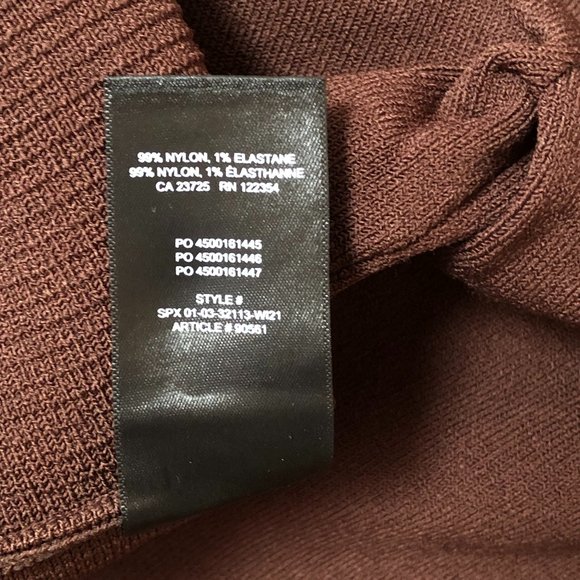 99% NYLON, 1% ELASTANE
99% NYLON, 1% ÉLASTHANNE
CA 23725 RN 122354
PO 4500161445
PO 4500161446
PO 4500161447
STYLE #
SPX 01-03-32113-WI21
ARTICLE # 90561